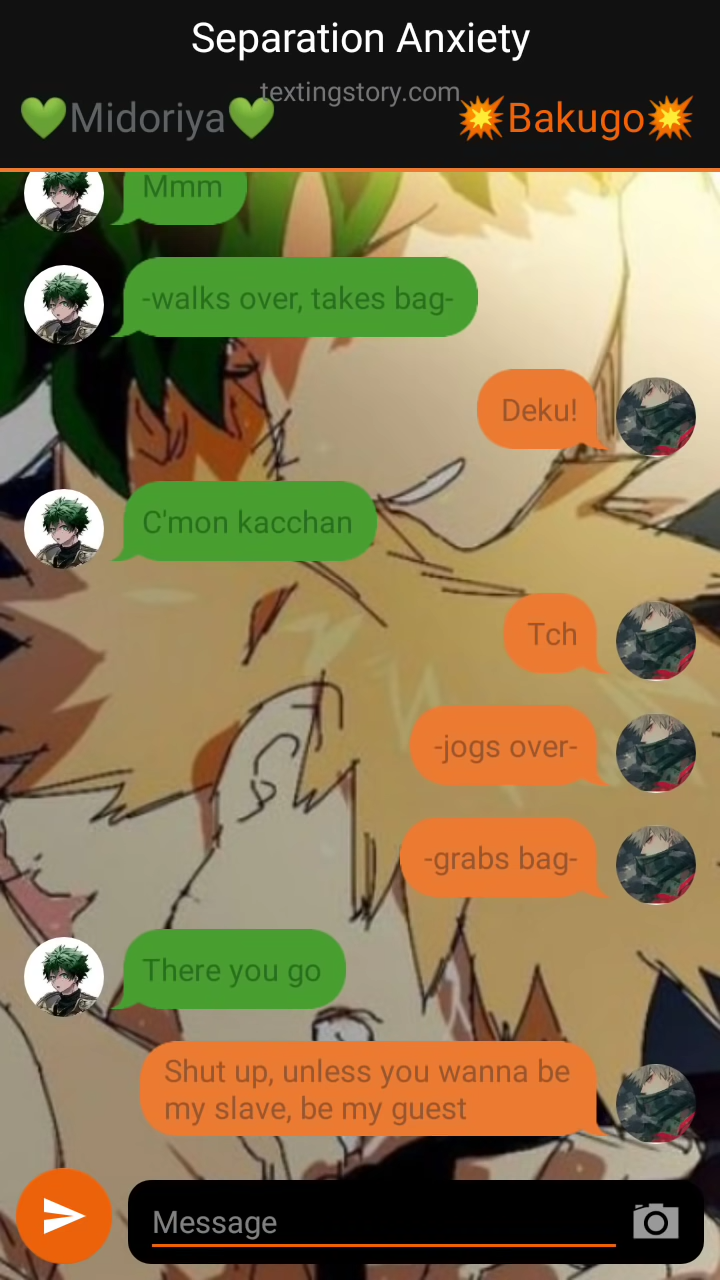 Separation Anxiety
textingstory.com
💚Midoriya💚
💥Bakugo💥
Mmm
-walks over, takes bag-
Deku!
C'mon kacchan
Tch
-jogs over-
-grabs bag-
There you go
Shut up, unless you wanna be
my slave, be my guest
Message